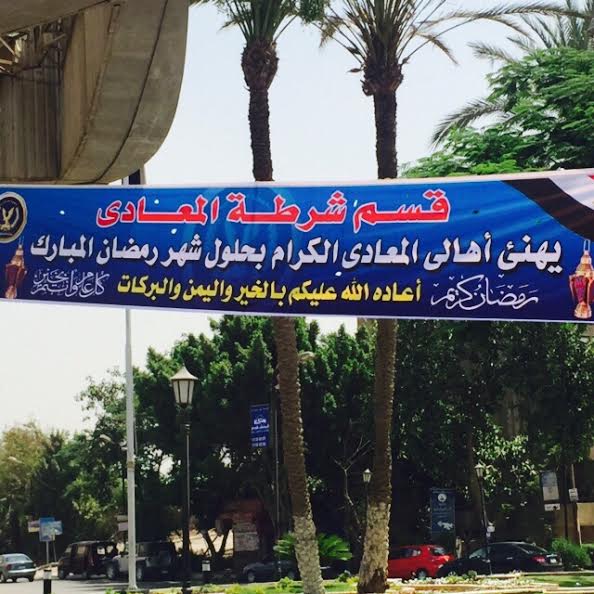 قسم شرطة المعادى
يهنئ أهالى المعادى الكرام بحلول شهر رمضان المبارك
رمضان كريم
أعاده الله عليكم بالخير واليمن والبركات
كل عام وأنتم بخير